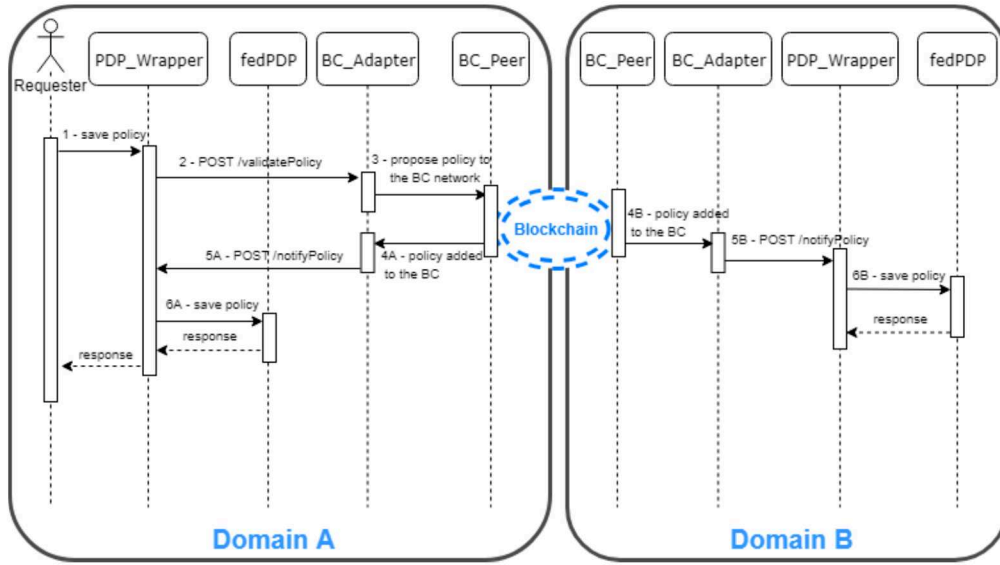 PDP_Wrapper
fedPDP
BC_Adapter
BC_Peer
BC_Peer
BC_Adapter
PDP_Wrapper
fedPDP
Requester
1 - save policy
2 - POST /validatePolicy
3 - propose policy to
the BC network
Blockchain
4B - policy added
to the BC
5B - POST /notifyPolicy
5A - POST /notifyPolicy
4A - policy added
to the BC
6B - save policy
6A - save policy
response
response
response
Domain A
Domain B